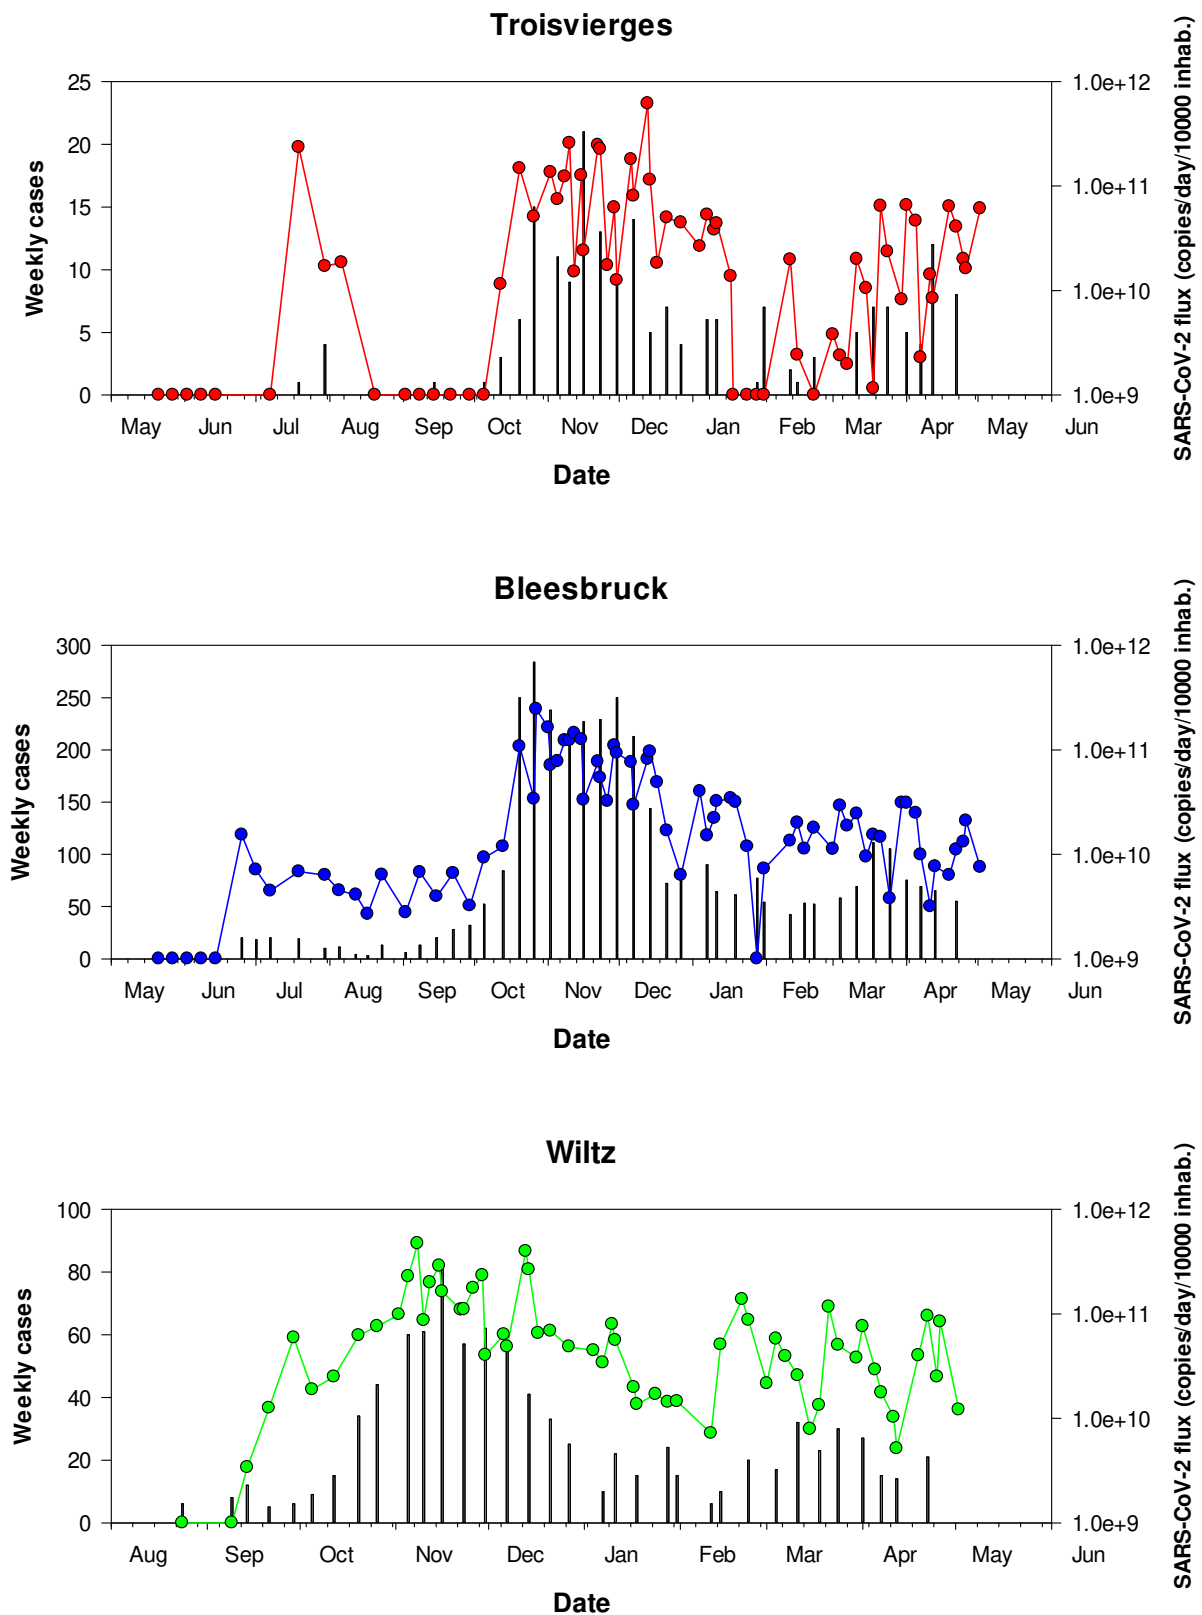 Troisvierges
25
20
15
10
5
0
Weekly cases
1.0e+12
1.0e+11
1.0e+10
1.0e+9
SARS-CoV-2 flux (copies/day/10000 inhab.)
May Jun Jul Aug Sep Oct Nov Dec Jan Feb Mar Apr May Jun
Date
Bleesbruck
300
250
200
150
100
50
0
Weekly cases
1.0e+12
1.0e+11
1.0e+10
1.0e+9
SARS-CoV-2 flux (copies/day/10000 inhab.)
May Jun Jul Aug Sep Oct Nov Dec Jan Feb Mar Apr May Jun
Date
Wiltz
100
80
60
40
20
0
Weekly cases
1.0e+12
1.0e+11
1.0e+10
1.0e+9
SARS-CoV-2 flux (copies/day/10000 inhab.)
Aug Sep Oct Nov Dec Jan Feb Mar Apr May Jun
Date